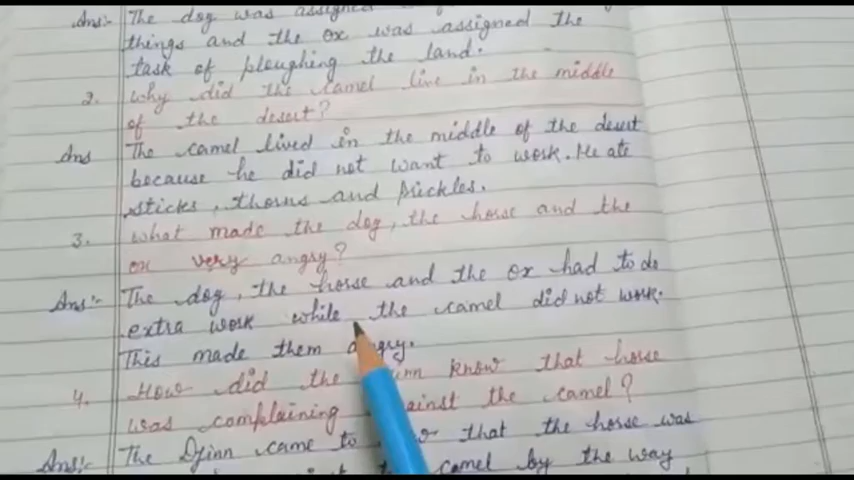 Ans:- The dog was assigned
things and the ox was assigned the
task of ploughing the land.
2. Why did the camel live in the middle
of the desert?
Ans The camel lived in the middle of the desert
because he did not want to work. He ate
sticks, thorns and prickles.
3. What made the dog, the horse and the
ox very angry?
Ans:- The dog, the horse and the ox had to do
extra work while the camel did not work.
This made them angry.
4. How did the know that horse
was complaining against the camel?
Ans:- The Djinn came to that the horse was
camel by the way